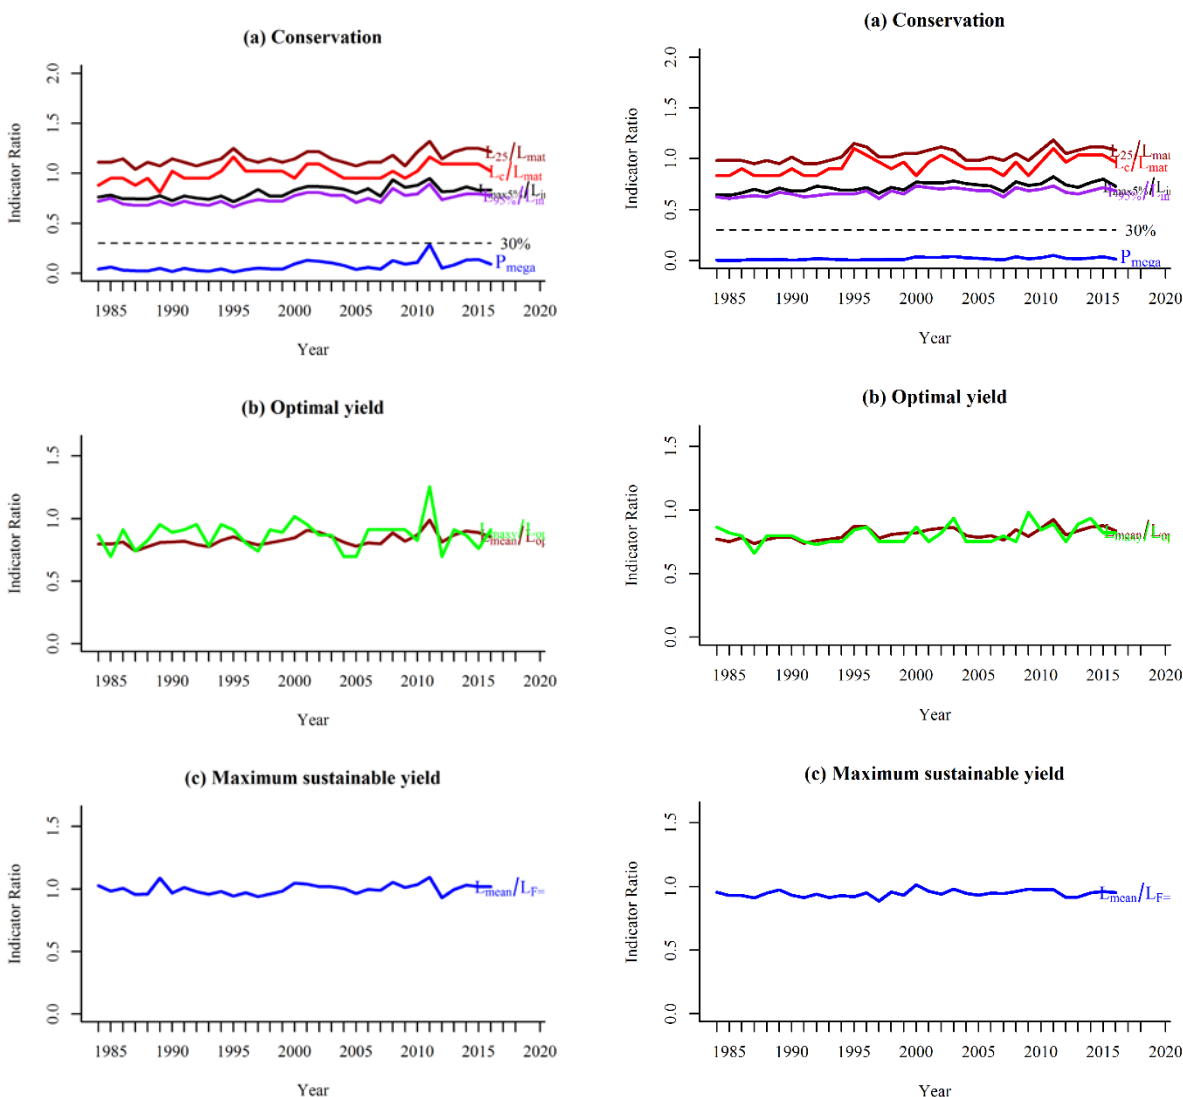 (a) Conservation
2.0
1.5
1.0
0.5
0.0
Indicator Ratio
L25/Lmat
Lc/Lmat
30%
Pmega
1985 1990 1995 2000 2005 2010 2015 2020
Year
(b) Optimal yield
1.5
1.0
0.5
0.0
Indicator Ratio
Lmean/Lop
1985 1990 1995 2000 2005 2010 2015 2020
Year
(c) Maximum sustainable yield
1.5
1.0
0.5
0.0
Indicator Ratio
Lmean/LF=
1985 1990 1995 2000 2005 2010 2015 2020
Year
(a) Conservation
2.0
1.5
1.0
0.5
0.0
Indicator Ratio
L25/Lmat
Lc/Lmat
30%
Pmega
1985 1990 1995 2000 2005 2010 2015 2020
Year
(b) Optimal yield
1.5
1.0
0.5
0.0
Indicator Ratio
1985 1990 1995 2000 2005 2010 2015 2020
Year
(c) Maximum sustainable yield
1.5
1.0
0.5
0.0
Indicator Ratio
Lmean/LF=
1985 1990 1995 2000 2005 2010 2015 2020
Year